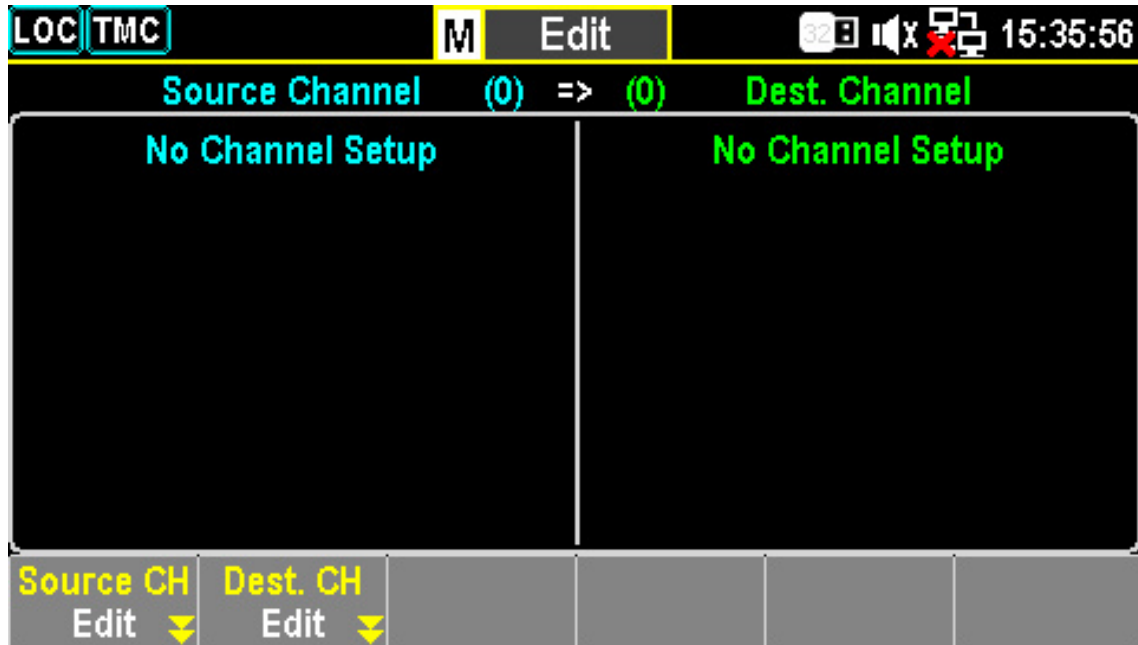 LOC TMC M Edit 32 x 15:35:56
Source Channel (0) => (0) Dest. Channel
No Channel Setup No Channel Setup
Source CH Dest. CH
Edit Edit